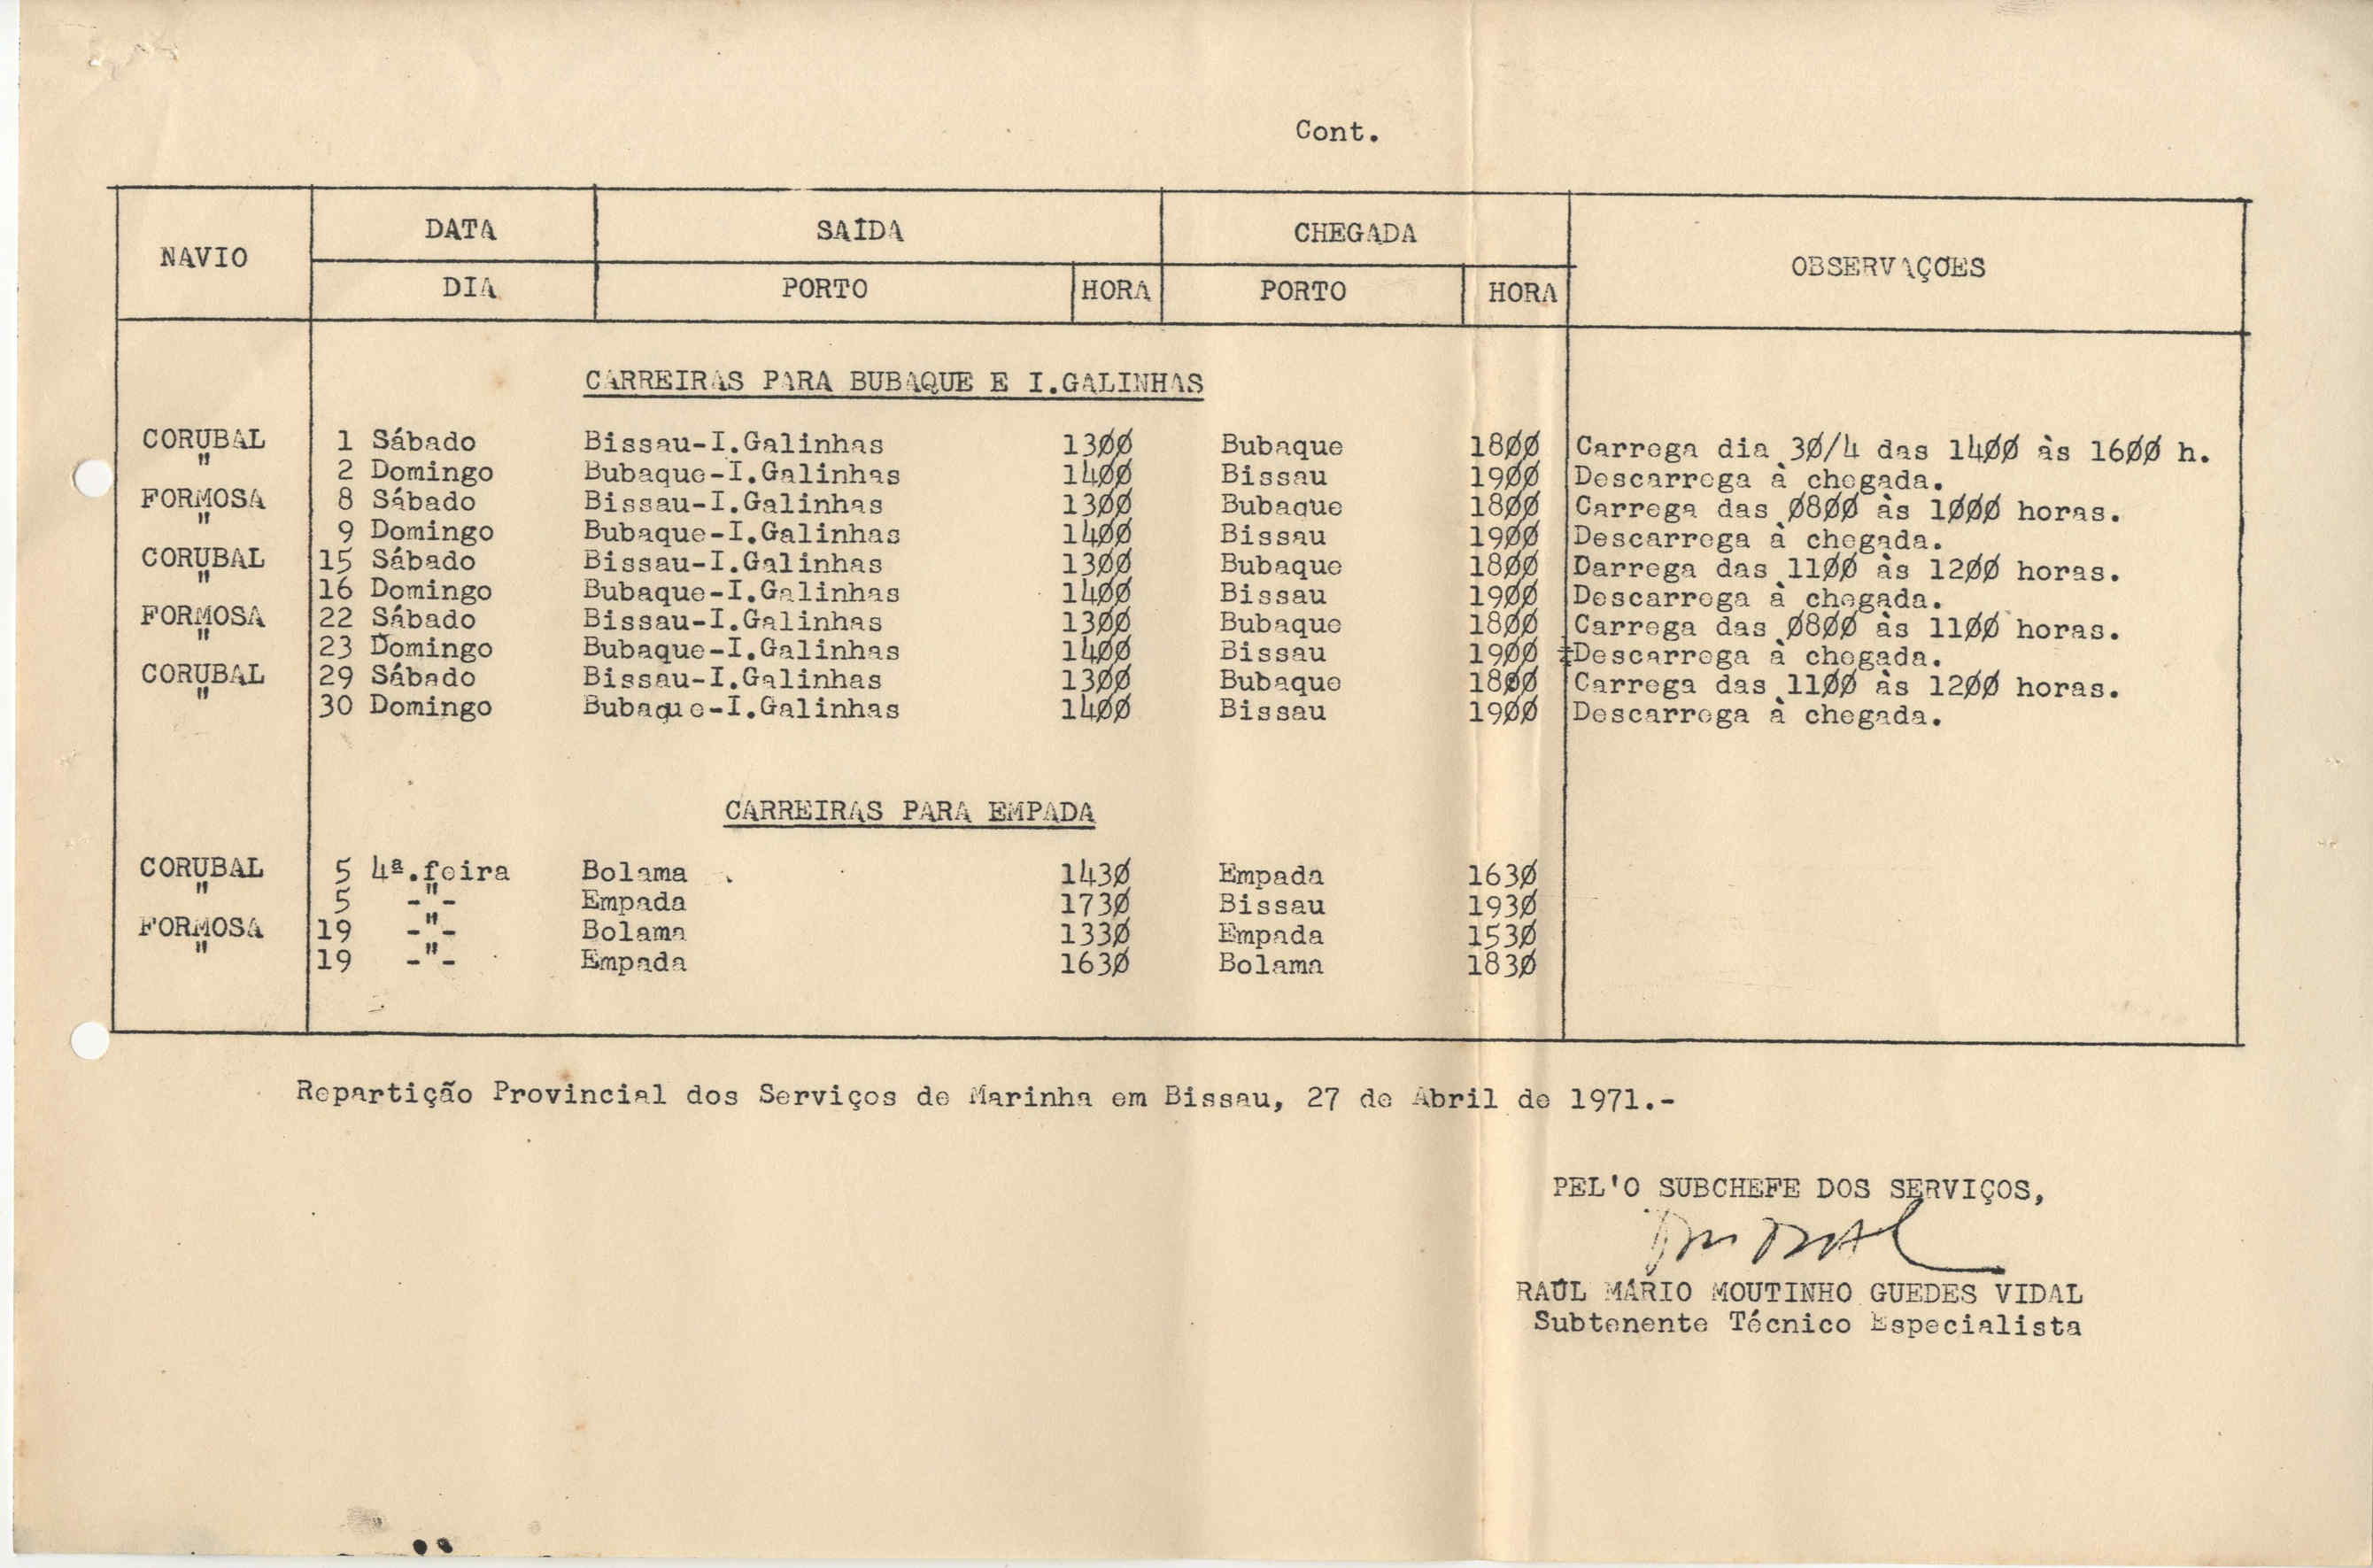 Cont.
NAVIO DATA SAÍDA CHEGADA OBSERVAÇÕES
DIA PORTO HORA PORTO HORA
CARREIRAS PARA BUBAQUE E I.GALINHAS
CORUBAL 1 Sábado Bissau-I.Galinhas 13ØØ Bubaque 18ØØ Carrega dia 3Ø/4 das 14ØØ às 16ØØ h.
" 2 Domingo Bubaque-I.Galinhas 14ØØ Bissau 19ØØ Descarrega à chegada.
FORMOSA 8 Sábado Bissau-I.Galinhas 13ØØ Bubaque 18ØØ Carrega das Ø8ØØ às 1ØØØ horas.
" 9 Domingo Bubaque-I.Galinhas 14ØØ Bissau 19ØØ Descarrega à chegada.
CORUBAL 15 Sábado Bissau-I.Galinhas 13ØØ Bubaque 18ØØ Darrega das 11ØØ às 12ØØ horas.
" 16 Domingo Bubaque-I.Galinhas 14ØØ Bissau 19ØØ Descarrega à chegada.
FORMOSA 22 Sábado Bissau-I.Galinhas 13ØØ Bubaque 18ØØ Carrega das Ø8ØØ às 11ØØ horas.
" 23 Domingo Bubaque-I.Galinhas 14ØØ Bissau 19ØØ Descarrega à chegada.
CORUBAL 29 Sábado Bissau-I.Galinhas 13ØØ Bubaque 18ØØ Carrega das 11ØØ às 12ØØ horas.
" 30 Domingo Bubaque-I.Galinhas 14ØØ Bissau 19ØØ Descarrega à chegada.
CARREIRAS PARA EMPADA
CORUBAL 5 4ª.feira Bolama 143Ø Empada 163Ø
" 5 -"- Empada 173Ø Bissau 193Ø
FORMOSA 19 -"- Bolama 133Ø Empada 153Ø
" 19 -"- Empada 163Ø Bolama 183Ø
Repartição Provincial dos Serviços de Marinha em Bissau, 27 de Abril de 1971.-
PEL'O SUBCHEFE DOS SERVIÇOS,
RAÚL MÁRIO MOUTINHO GUEDES VIDAL
Subtenente Técnico Especialista